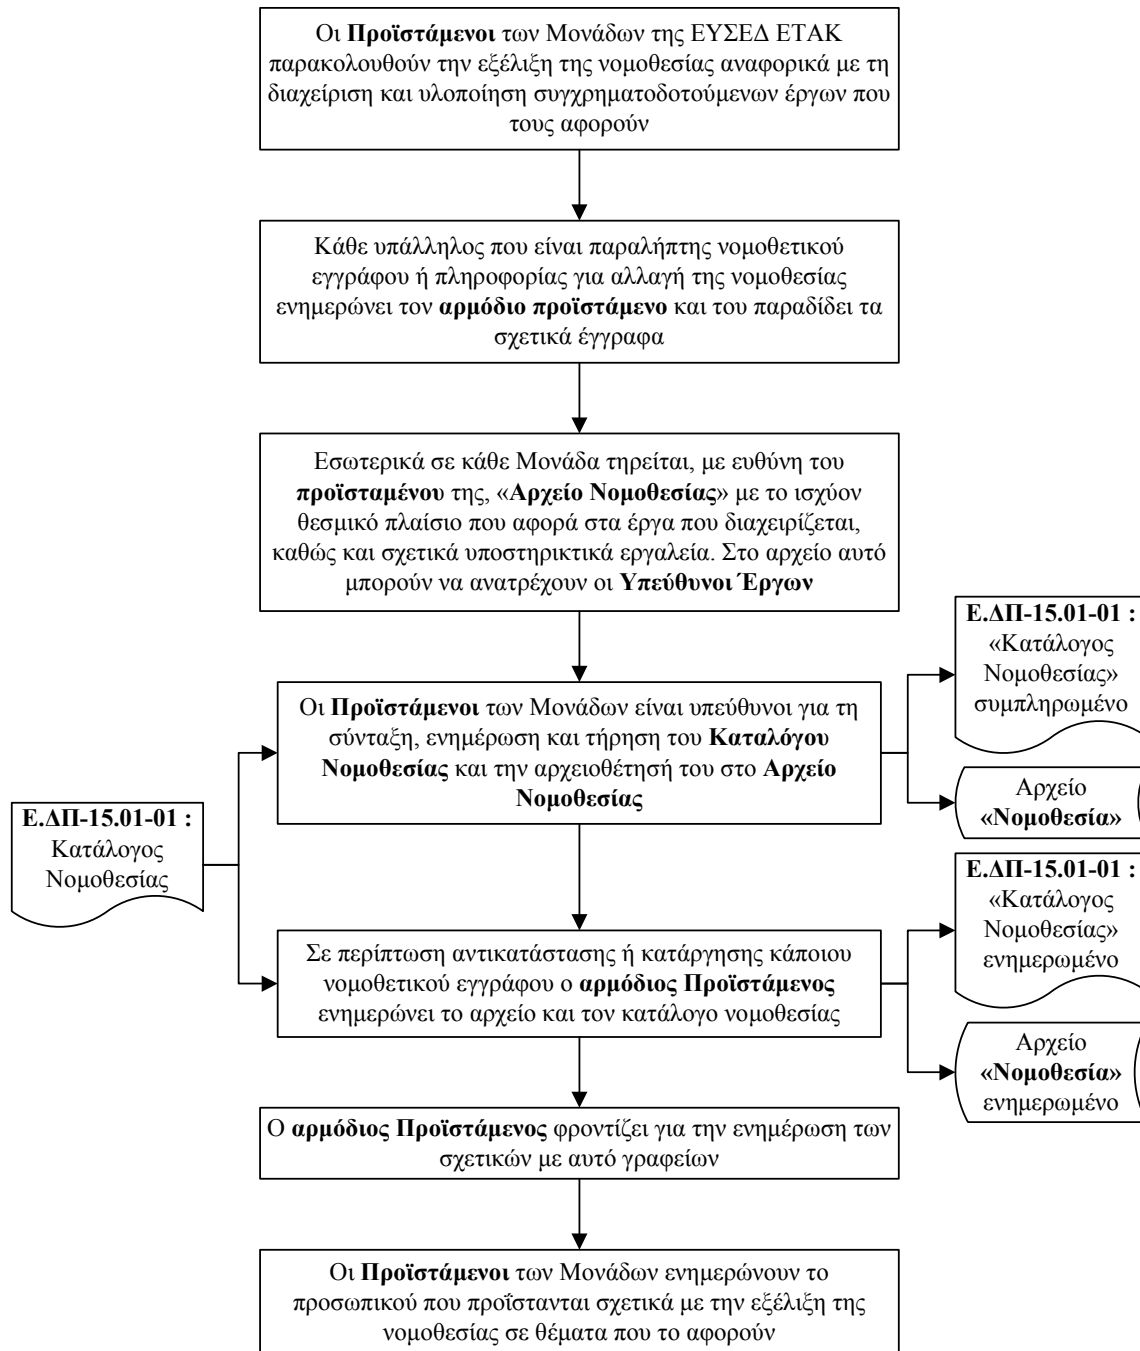 Οι Προϊστάμενοι των Μονάδων της ΕΥΣΕΔ ΕΤΑΚ
παρακολουθούν την εξέλιξη της νομοθεσίας αναφορικά με τη
διαχείριση και υλοποίηση συγχρηματοδοτούμενων έργων που
τους αφορούν
Κάθε υπάλληλος που είναι παραλήπτης νομοθετικού
εγγράφου ή πληροφορίας για αλλαγή της νομοθεσίας
ενημερώνει τον αρμόδιο προϊστάμενο και του παραδίδει τα
σχετικά έγγραφα
Εσωτερικά σε κάθε Μονάδα τηρείται, με ευθύνη του
προϊσταμένου της, «Αρχείο Νομοθεσίας» με το ισχύον
θεσμικό πλαίσιο που αφορά στα έργα που διαχειρίζεται,
καθώς και σχετικά υποστηρικτικά εργαλεία. Στο αρχείο αυτό
μπορούν να ανατρέχουν οι Υπεύθυνοι Έργων
Οι Προϊστάμενοι των Μονάδων είναι υπεύθυνοι για τη
σύνταξη, ενημέρωση και τήρηση του Καταλόγου
Νομοθεσίας και την αρχειοθέτησή του στο Αρχείο
Νομοθεσίας
Ε.ΔΠ-15.01-01 :
«Κατάλογος
Νομοθεσίας»
συμπληρωμένο
Αρχείο
«Νομοθεσία»
Ε.ΔΠ-15.01-01 :
Κατάλογος
Νομοθεσίας
Σε περίπτωση αντικατάστασης ή κατάργησης κάποιου
νομοθετικού εγγράφου ο αρμόδιος Προϊστάμενος
ενημερώνει το αρχείο και τον κατάλογο νομοθεσίας
Ε.ΔΠ-15.01-01 :
«Κατάλογος
Νομοθεσίας»
ενημερωμένο
Αρχείο
«Νομοθεσία»
ενημερωμένο
Ο αρμόδιος Προϊστάμενος φροντίζει για την ενημέρωση των
σχετικών με αυτό γραφείων
Οι Προϊστάμενοι των Μονάδων ενημερώνουν το
προσωπικού που προΐστανται σχετικά με την εξέλιξη της
νομοθεσίας σε θέματα που το αφορούν